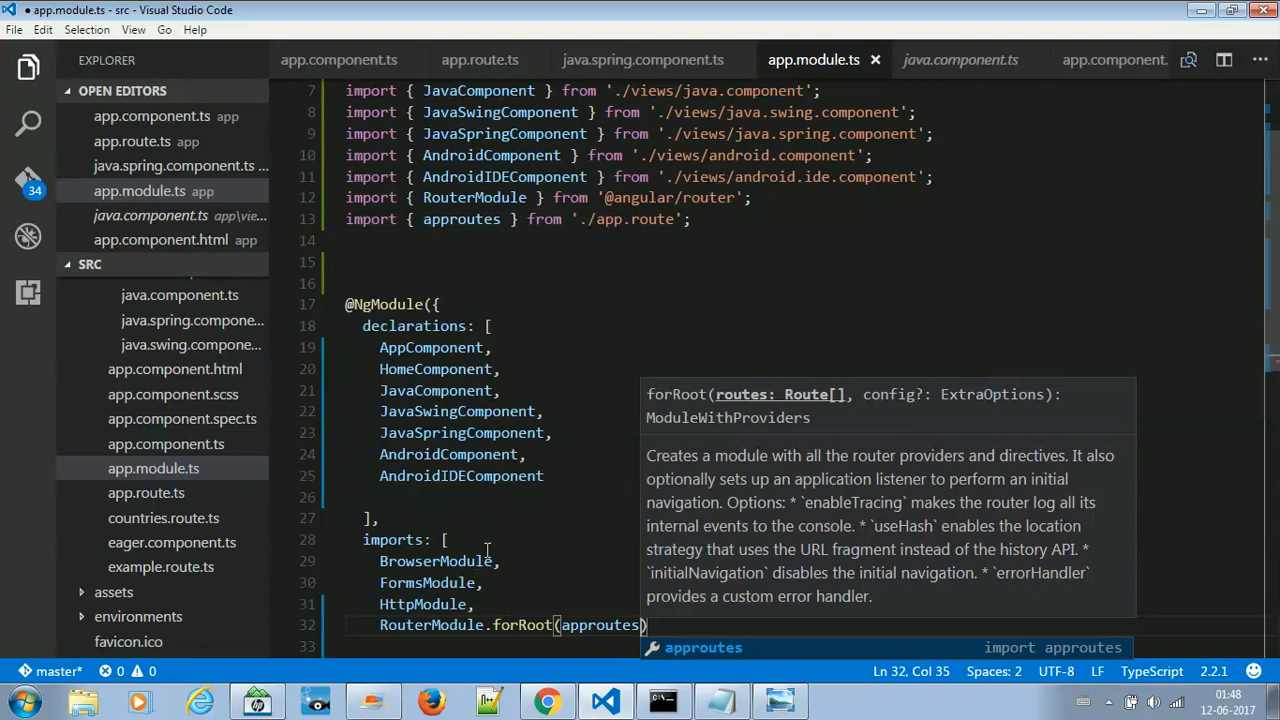 app.module.ts - src - Visual Studio Code
File Edit Selection View Go Help
EXPLORER
app.component.ts app.route.ts java.spring.component.ts app.module.ts java.component.ts app.component.
OPEN EDITORS
app.component.ts app
app.route.ts app
java.spring.component.ts ...
app.module.ts app
java.component.ts app\vie...
app.component.html app
SRC
java.component.ts
java.spring.compone...
java.swing.compone...
app.component.html
app.component.scss
app.component.spec.ts
app.component.ts
app.module.ts
app.route.ts
countries.route.ts
eager.component.ts
example.route.ts
assets
environments
favicon.ico
34
7 import { JavaComponent } from './views/java.component';
8 import { JavaSwingComponent } from './views/java.swing.component';
9 import { JavaSpringComponent } from './views/java.spring.component';
10 import { AndroidComponent } from './views/android.component';
11 import { AndroidIDEComponent } from './views/android.ide.component';
12 import { RouterModule } from '@angular/router';
13 import { approutes } from './app.route';
14
15
16
17 @NgModule({
18 declarations: [
19 AppComponent,
20 HomeComponent,
21 JavaComponent,
22 JavaSwingComponent,
23 JavaSpringComponent,
24 AndroidComponent,
25 AndroidIDEComponent
26
27 ],
28 imports: [
29 BrowserModule,
30 FormsModule,
31 HttpModule,
32 RouterModule.forRoot(approutes)
33
forRoot(routes: Route[], config?: ExtraOptions):
ModuleWithProviders
Creates a module with all the router providers and directives. It also
optionally sets up an application listener to perform an initial
navigation. Options: * `enableTracing` makes the router log all its
internal events to the console. * `useHash` enables the location
strategy that uses the URL fragment instead of the history API. *
`initialNavigation` disables the initial navigation. * `errorHandler`
provides a custom error handler.
approutes import approutes
master* 0 0 Ln 32, Col 35 Spaces: 2 UTF-8 LF TypeScript 2.2.1
01:48
12-06-2017